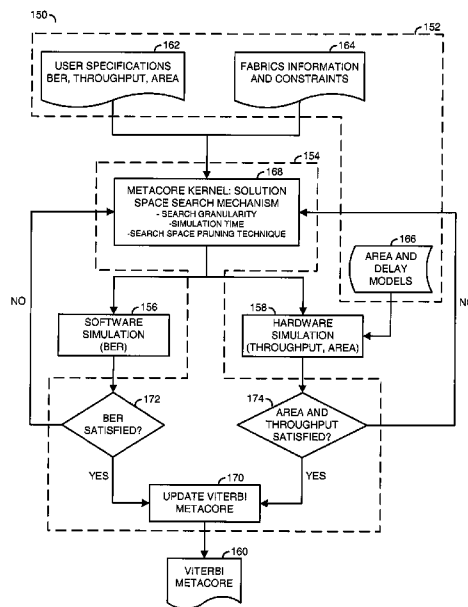 150
152
162
USER SPECIFICATIONS
BER, THROUGHPUT, AREA
164
FABRICS INFORMATION
AND CONSTRAINTS
154
168
METACORE KERNEL: SOLUTION
SPACE SEARCH MECHANISM
- SEARCH GRANULARITY
-SIMULATION TIME
-SEARCH SPACE PRUNING TECHNIQUE
166
AREA AND
DELAY
MODELS
NO
NO
156
SOFTWARE
SIMULATION
(BER)
158
HARDWARE
SIMULATION
(THROUGHPUT, AREA)
172
BER
SATISFIED?
174
AREA AND
THROUGHPUT
SATISFIED?
YES
YES
170
UPDATE VITERBI
METACORE
160
VITERBI
METACORE